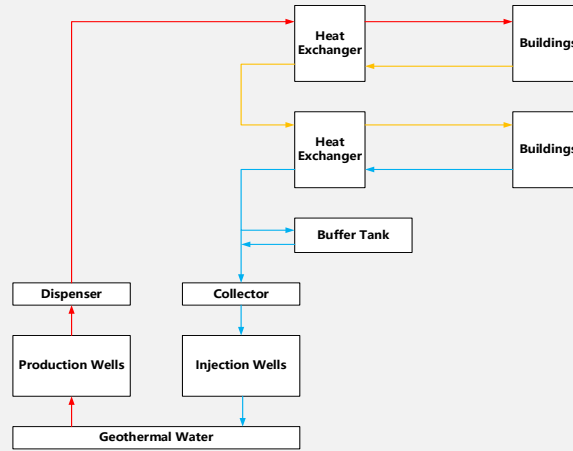 Heat
Exchanger
Buildings
Heat
Exchanger
Buildings
Buffer Tank
Dispenser
Collector
Production Wells
Injection Wells
Geothermal Water